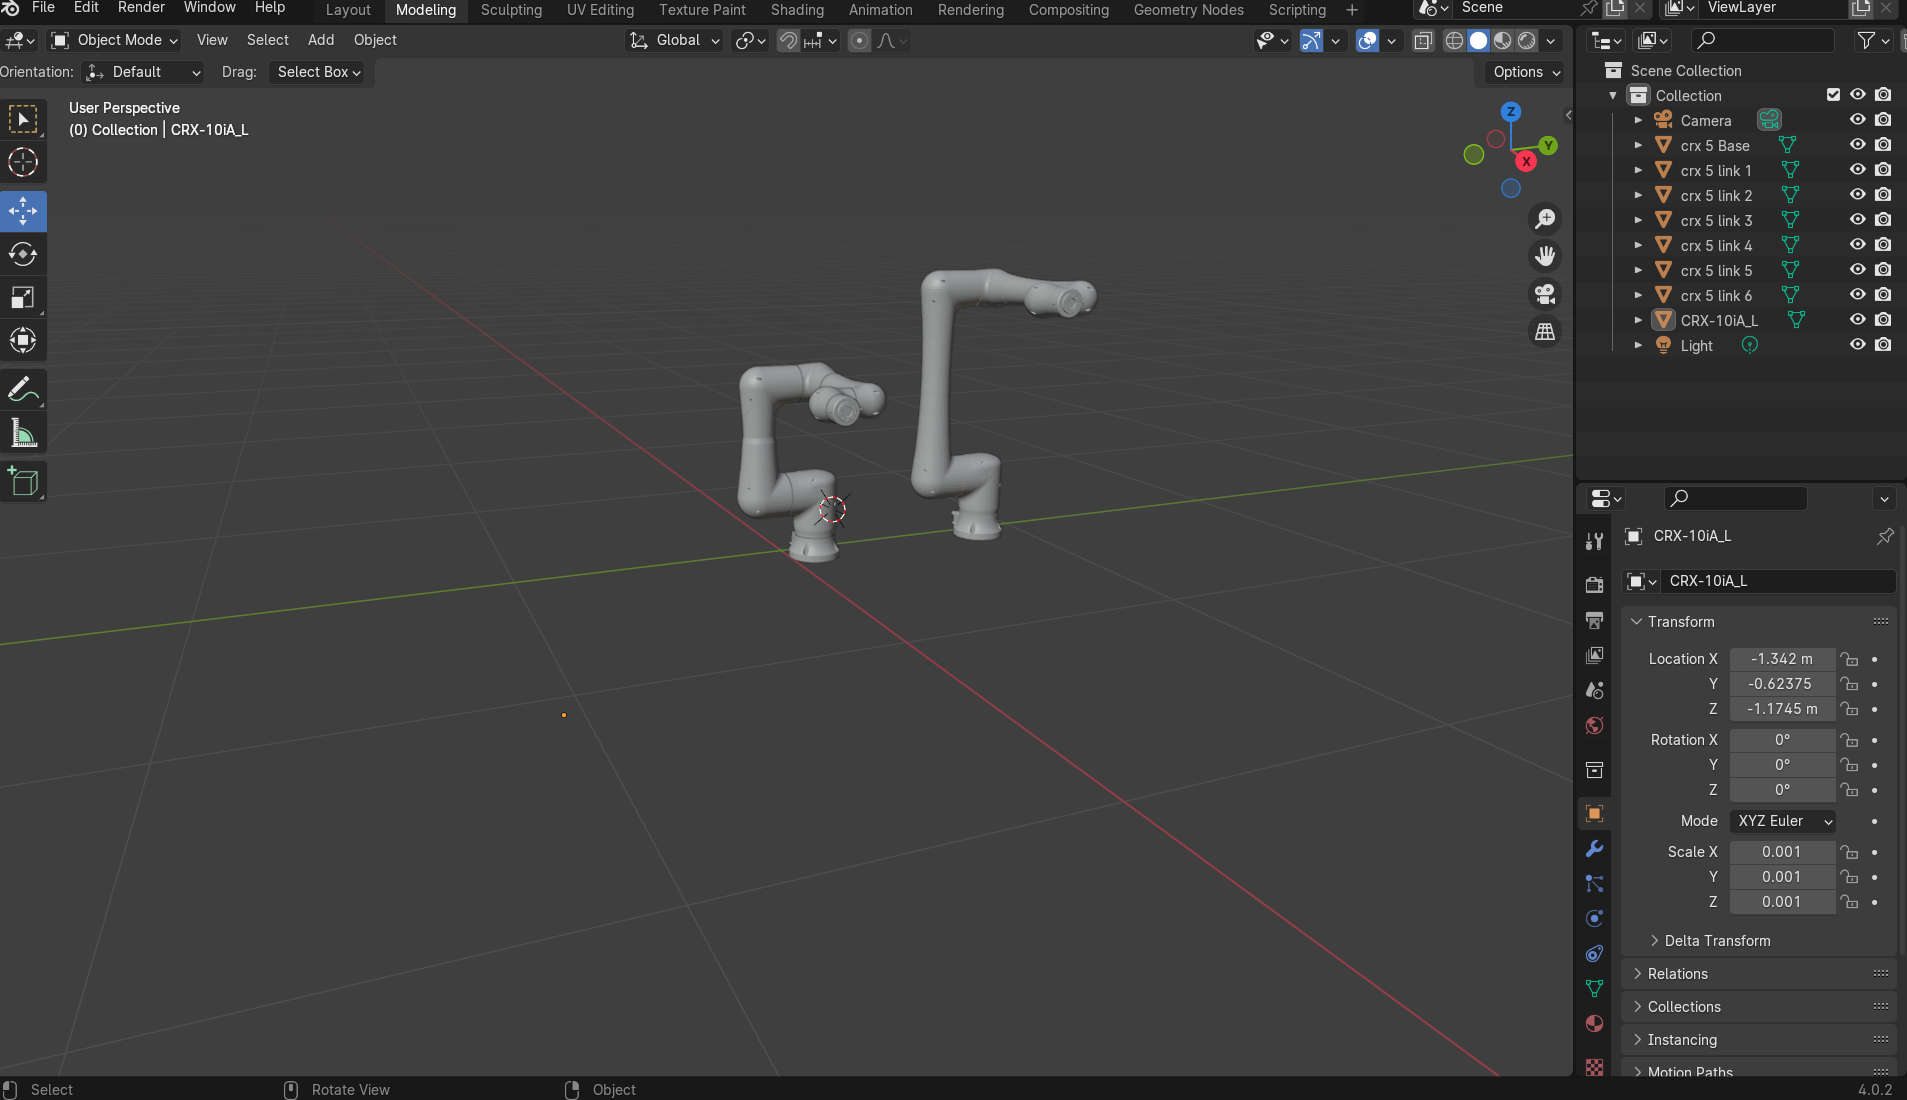 File Edit Render Window Help Layout Modeling Sculpting UV Editing Texture Paint Shading Animation Rendering Compositing Geometry Nodes Scripting + Scene ViewLayer
Object Mode View Select Add Object Global
Orientation: Default Drag: Select Box Options
User Perspective
(0) Collection | CRX-10iA_L
Z
Y
X
Scene Collection
Collection
Camera
crx 5 Base
crx 5 link 1
crx 5 link 2
crx 5 link 3
crx 5 link 4
crx 5 link 5
crx 5 link 6
CRX-10iA_L
Light
CRX-10iA_L
CRX-10iA_L
Transform
Location X -1.342 m
Y -0.62375
Z -1.1745 m
Rotation X 0°
Y 0°
Z 0°
Mode XYZ Euler
Scale X 0.001
Y 0.001
Z 0.001
Delta Transform
Relations
Collections
Instancing
Motion Paths
Select Rotate View Object 4.0.2